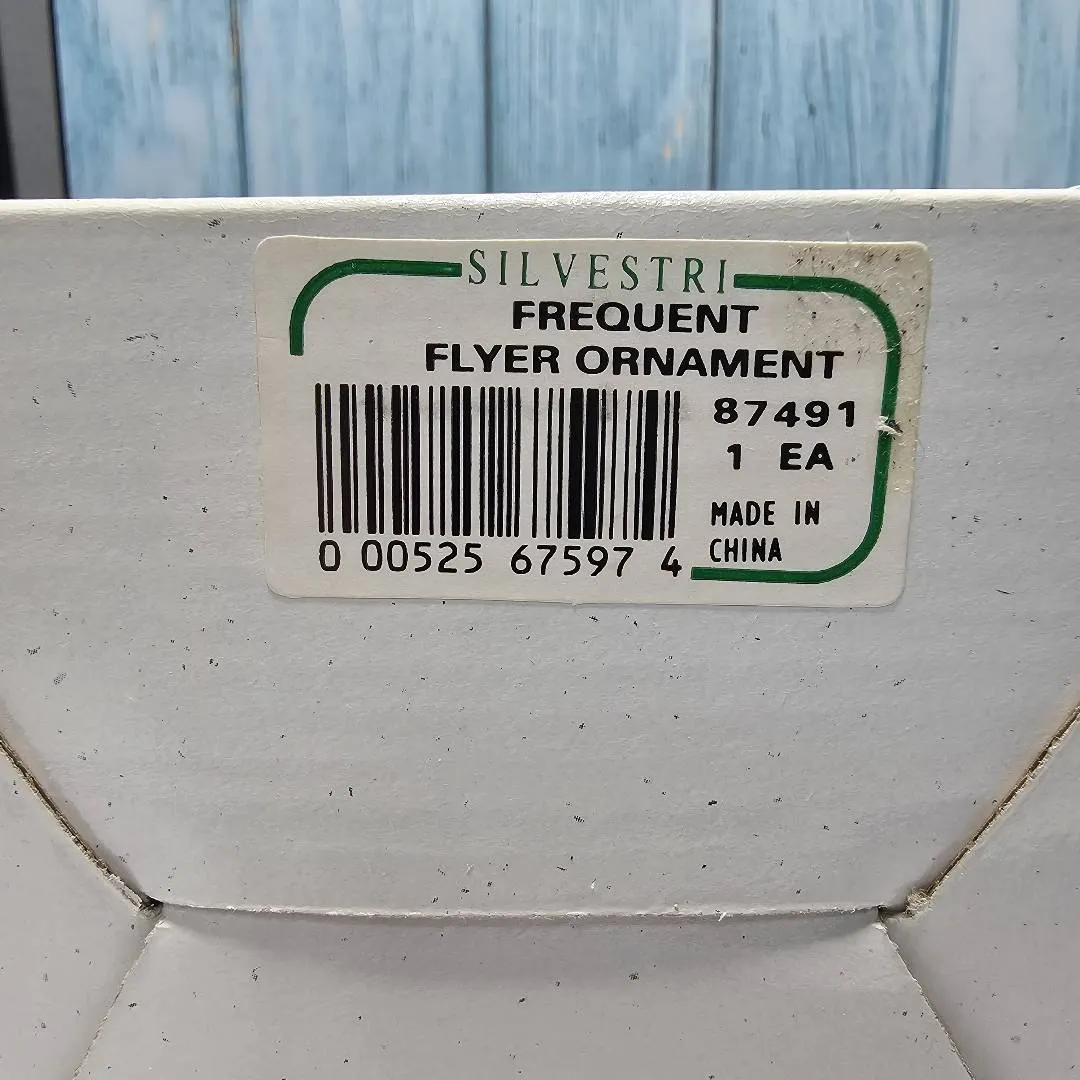 SILVESTRI
FREQUENT
FLYER ORNAMENT
87491
1 EA
MADE IN
CHINA
0 00525 67597 4